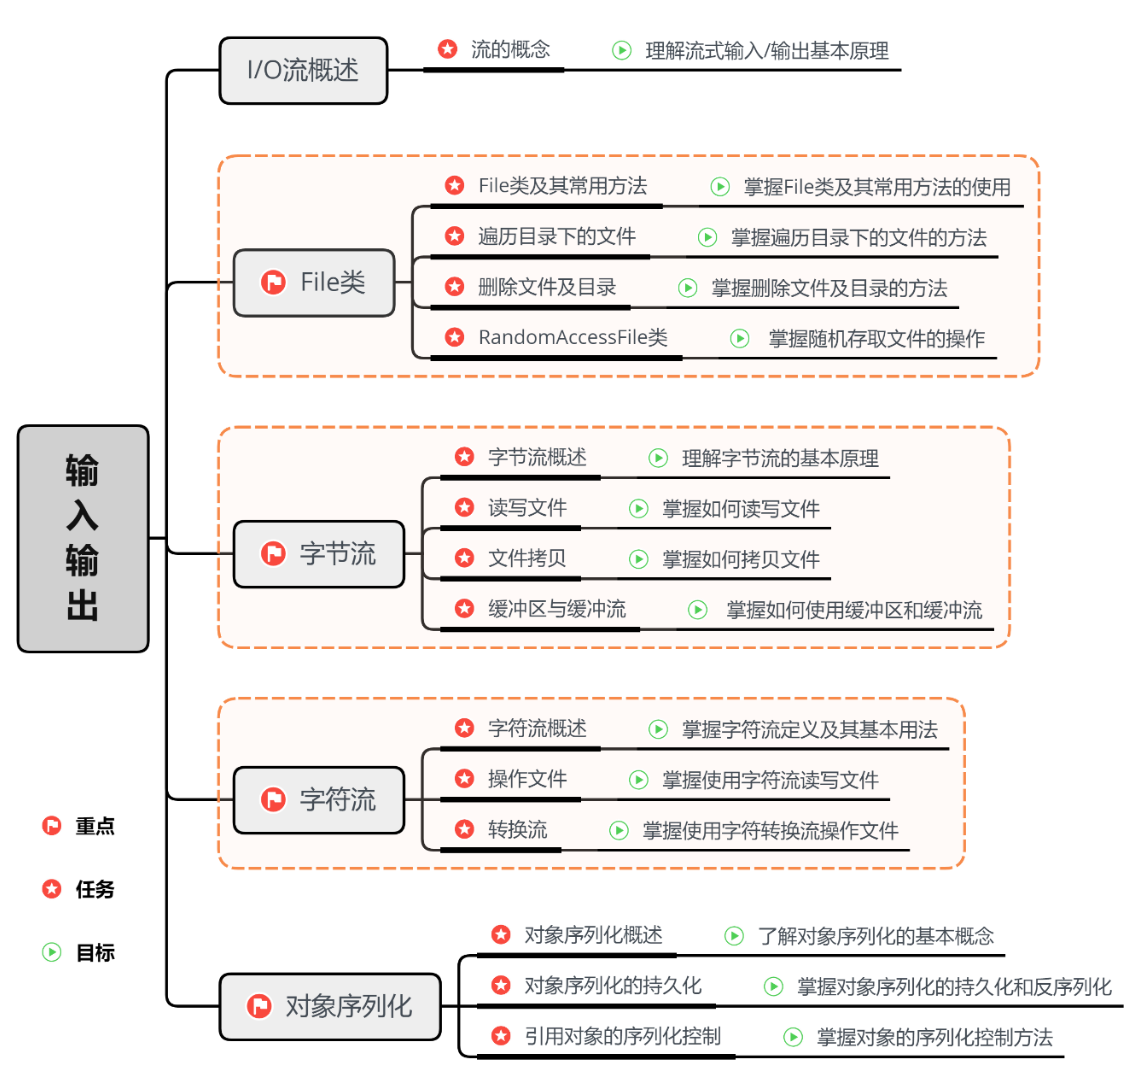 I/O流概述
流的概念
理解流式输入/输出基本原理
File类
File类及其常用方法
掌握File类及其常用方法的使用
遍历目录下的文件
掌握遍历目录下的文件的方法
删除文件及目录
掌握删除文件及目录的方法
RandomAccessFile类
掌握随机存取文件的操作
输
入
输
出
字节流
字节流概述
理解字节流的基本原理
读写文件
掌握如何读写文件
文件拷贝
掌握如何拷贝文件
缓冲区与缓冲流
掌握如何使用缓冲区和缓冲流
字符流
字符流概述
掌握字符流定义及其基本用法
操作文件
掌握使用字符流读写文件
转换流
掌握使用字符转换流操作文件
重点
任务
目标
对象序列化
对象序列化概述
了解对象序列化的基本概念
对象序列化的持久化
掌握对象序列化的持久化和反序列化
引用对象的序列化控制
掌握对象的序列化控制方法